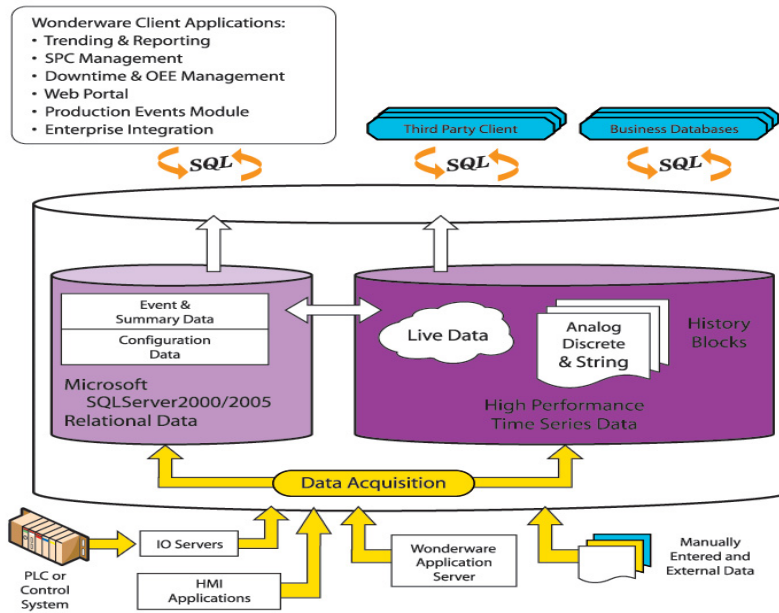 Wonderware Client Applications:
• Trending & Reporting
• SPC Management
• Downtime & OEE Management
• Web Portal
• Production Events Module
• Enterprise Integration
Third Party Client
Business Databases
SQL
SQL
SQL
Event &
Summary Data
Configuration
Data
Microsoft
SQLServer2000/2005
Relational Data
Live Data
Analog
Discrete
& String
History
Blocks
High Performance
Time Series Data
Data Acquisition
PLC or
Control
System
IO Servers
HMI
Applications
Wonderware
Application
Server
Manually
Entered and
External Data